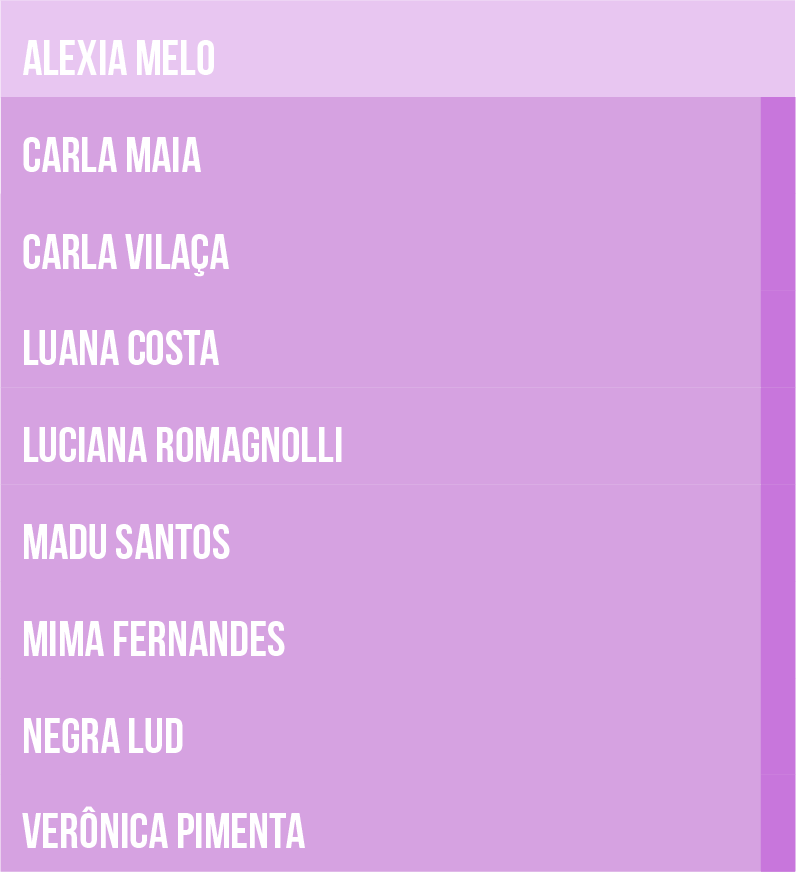 ALEXIA MELO
CARLA MAIA
CARLA VILAÇA
LUANA COSTA
LUCIANA ROMAGNOLLI
MADU SANTOS
MIMA FERNANDES
NEGRA LUD
VERÔNICA PIMENTA